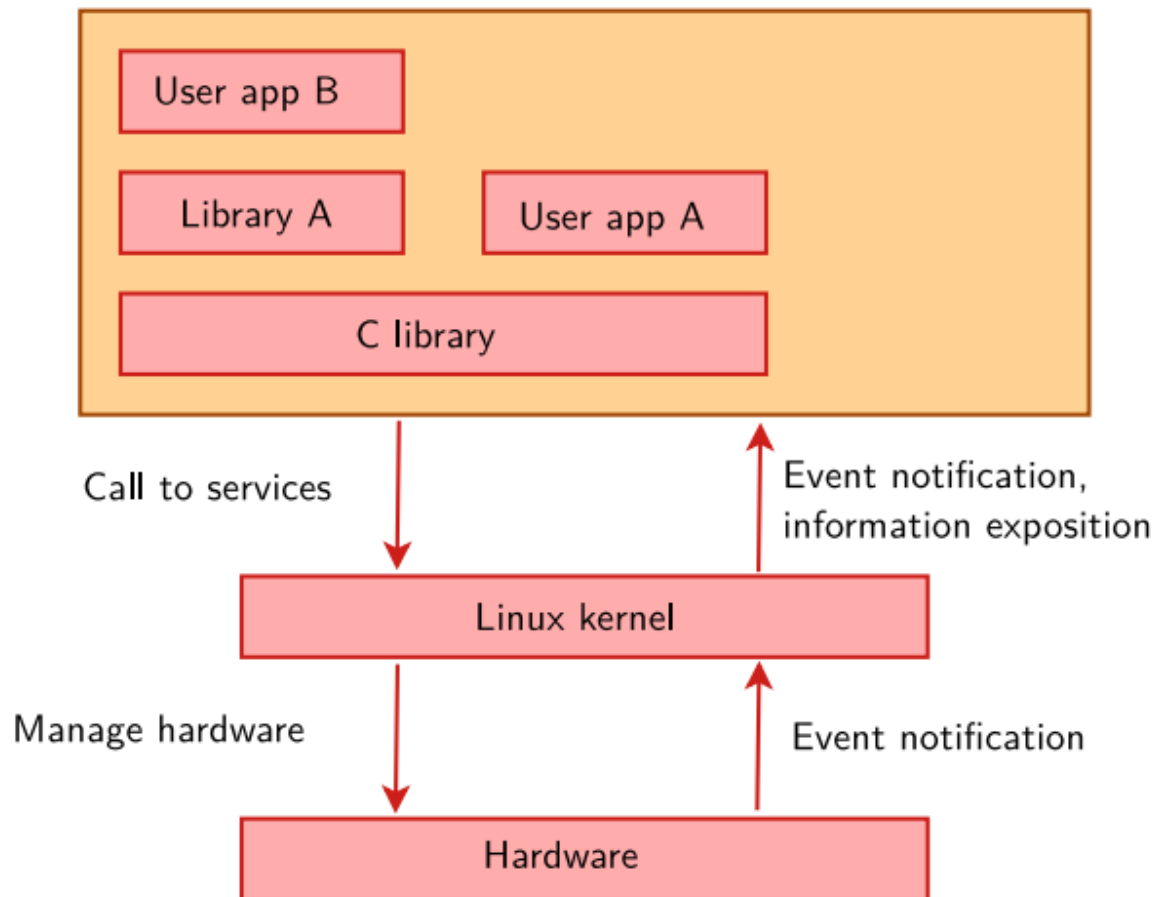 User app B
Library A
User app A
C library
Call to services
Event notification,
information exposition
Linux kernel
Manage hardware
Event notification
Hardware